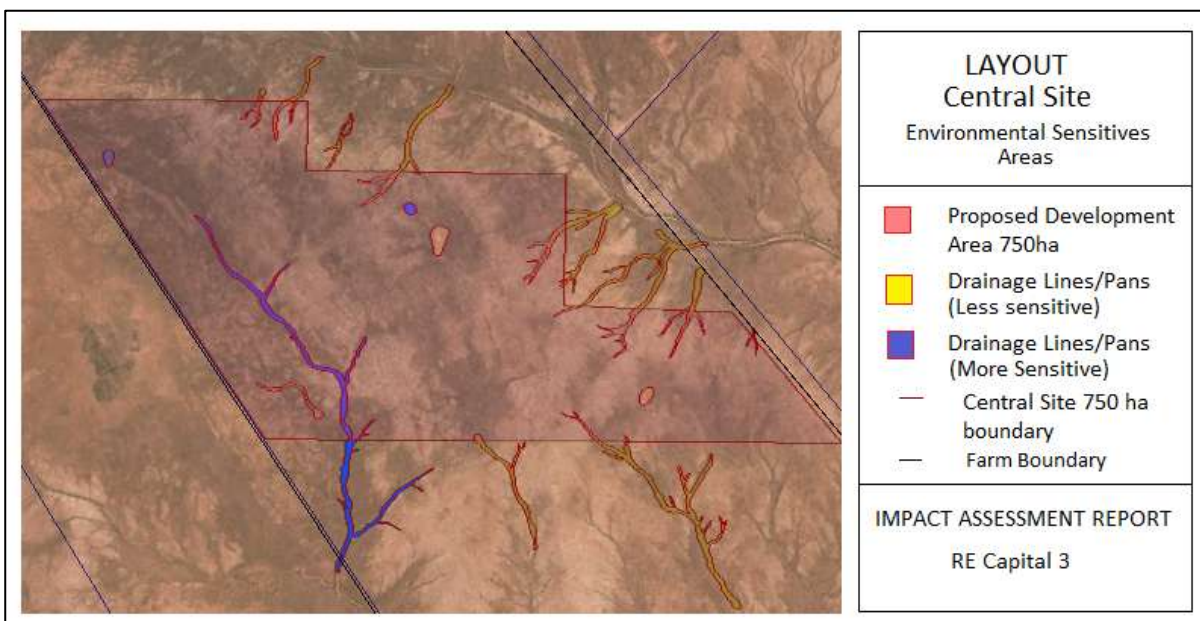 LAYOUT
Central Site
Environmental Sensitives
Areas
Proposed Development
Area 750ha
Drainage Lines/Pans
(Less sensitive)
Drainage Lines/Pans
(More Sensitive)
Central Site 750 ha
boundary
Farm Boundary
IMPACT ASSESSMENT REPORT
RE Capital 3